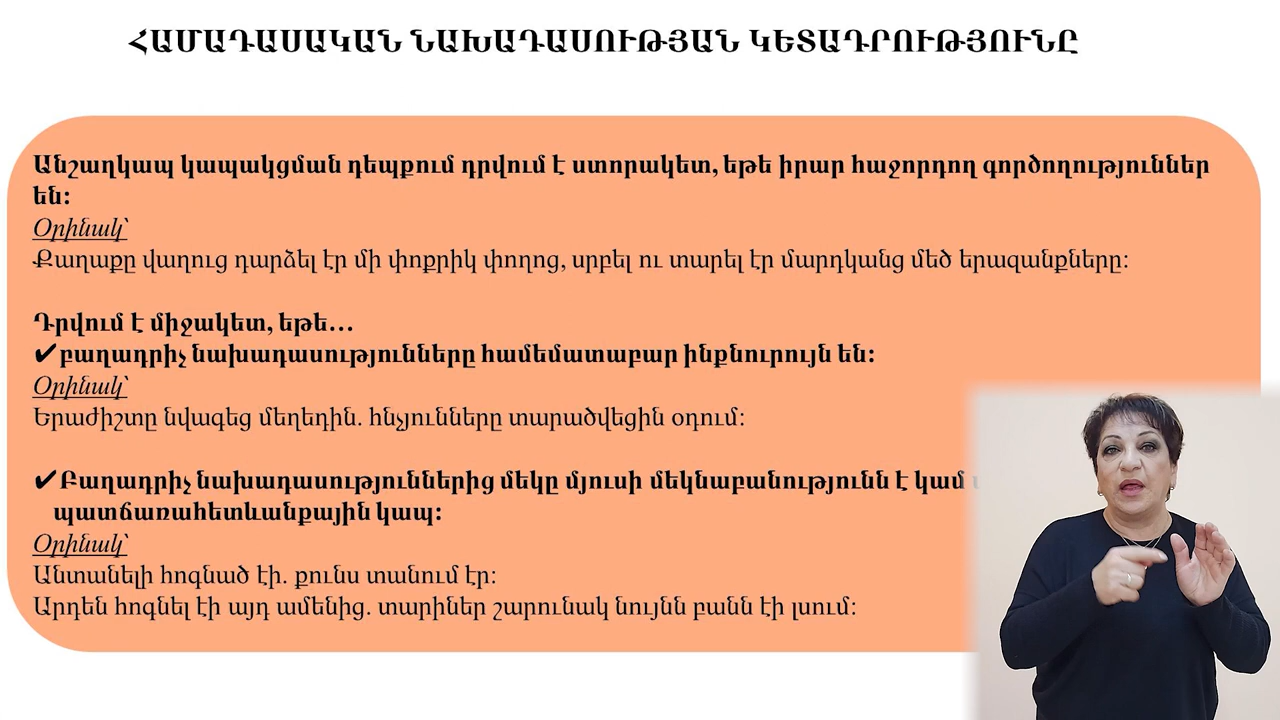 ՀԱՄԱԴԱՍԱԿԱՆ ՆԱԽԱԴԱՍՈՒԹՅԱՆ ԿԵՏԱԴՐՈՒԹՅՈՒՆԸ
Անշաղկապ կապակցման դեպքում դրվում է ստորակետ, եթե իրար հաջորդող գործողություններ
են։
Օրինակ՝
Քաղաքը վաղուց դարձել էր մի փոքրիկ փողոց, սրբել ու տարել էր մարդկանց մեծ երազանքները։
Դրվում է միջակետ, եթե…
✔բաղադրիչ նախադասությունները համեմատաբար ինքնուրույն են։
Օրինակ՝
Երաժիշտը նվագեց մեղեդին. հնչյունները տարածվեցին օդում։
✔Բաղադրիչ նախադասություններից մեկը մյուսի մեկնաբանությունն է կամ
պատճառահետևանքային կապ։
Օրինակ՝
Անտանելի հոգնած էի. քունս տանում էր։
Արդեն հոգնել էի այդ ամենից. տարիներ շարունակ նույնն բանն էի լսում։